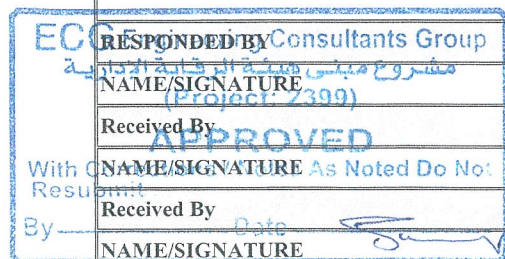 RESPONDED BY
ECG Engineering Consultants Group
مشروع مبنى هيئة الرقابة الادارية
NAME/SIGNATURE
(Project: 2399)
Received By
APPROVED
NAME/SIGNATURE
With As Noted Do Not
Resubmit
Received By
By Date
NAME/SIGNATURE